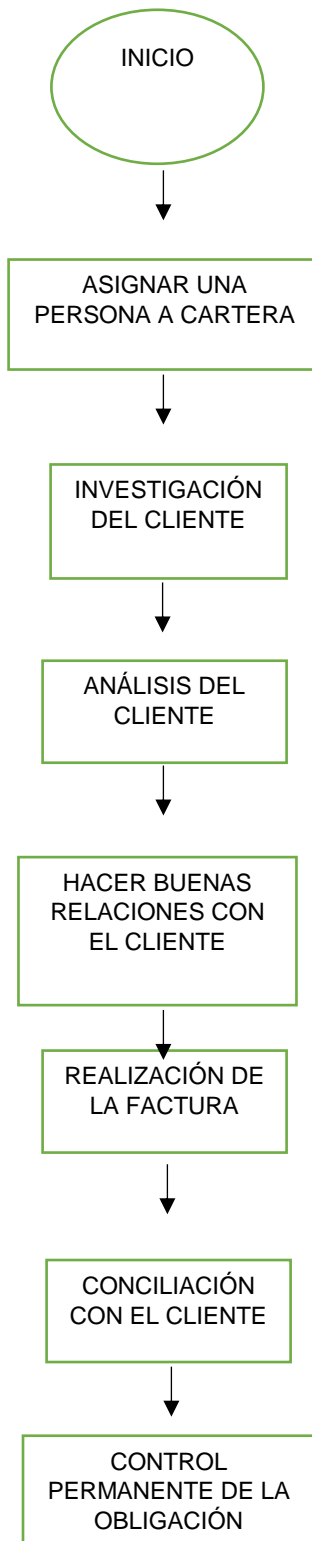 INICIO
ASIGNAR UNA
PERSONA A CARTERA
INVESTIGACIÓN
DEL CLIENTE
ANÁLISIS DEL
CLIENTE
HACER BUENAS
RELACIONES CON
EL CLIENTE
REALIZACIÓN DE
LA FACTURA
CONCILIACIÓN
CON EL CLIENTE
CONTROL
PERMANENTE DE LA
OBLIGACIÓN